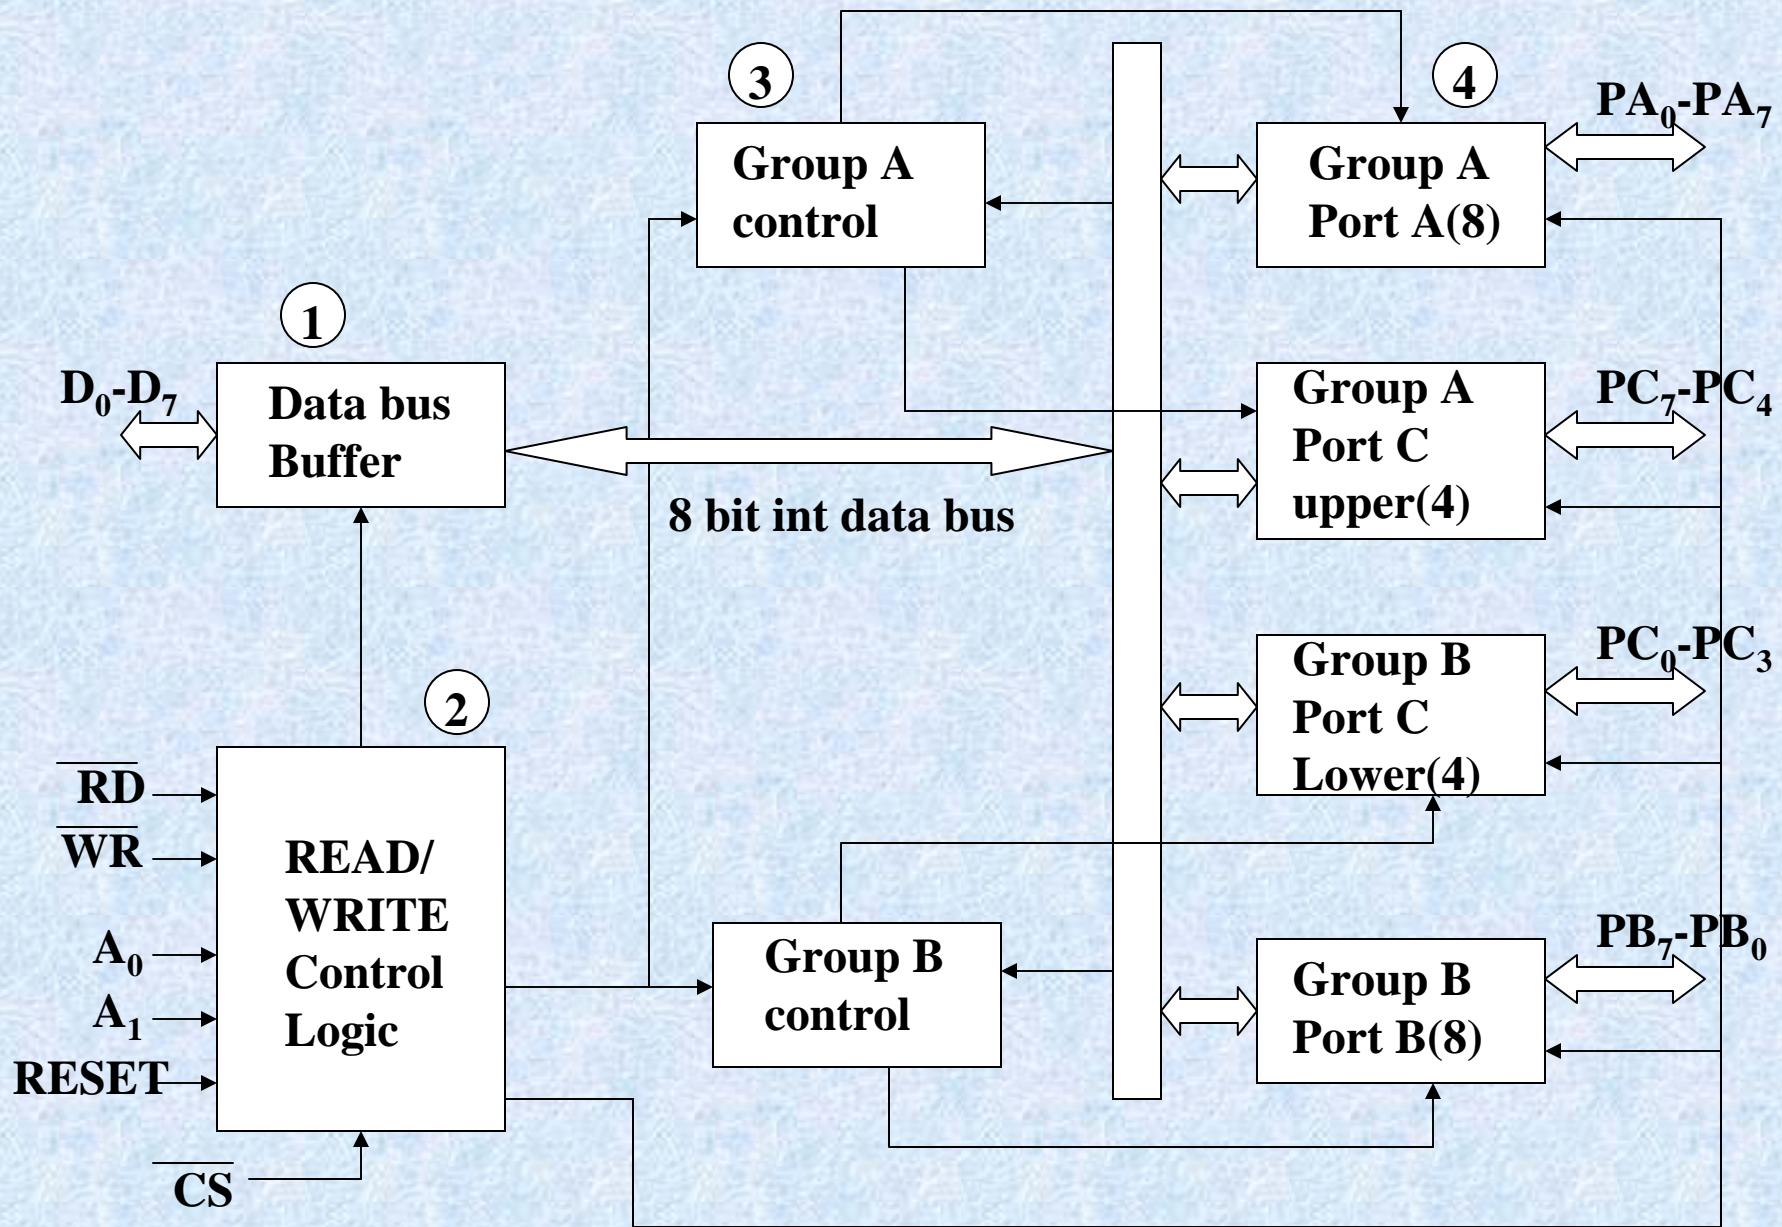 3
4
PA0-PA7
Group A
control
Group A
Port A(8)
1
D0-D7
Data bus
Buffer
8 bit int data bus
Group A
Port C
upper(4)
PC7-PC4
2
RD
WR
A0
A1
RESET
CS
READ/
WRITE
Control
Logic
Group B
Port C
Lower(4)
PC0-PC3
Group B
control
Group B
Port B(8)
PB7-PB0